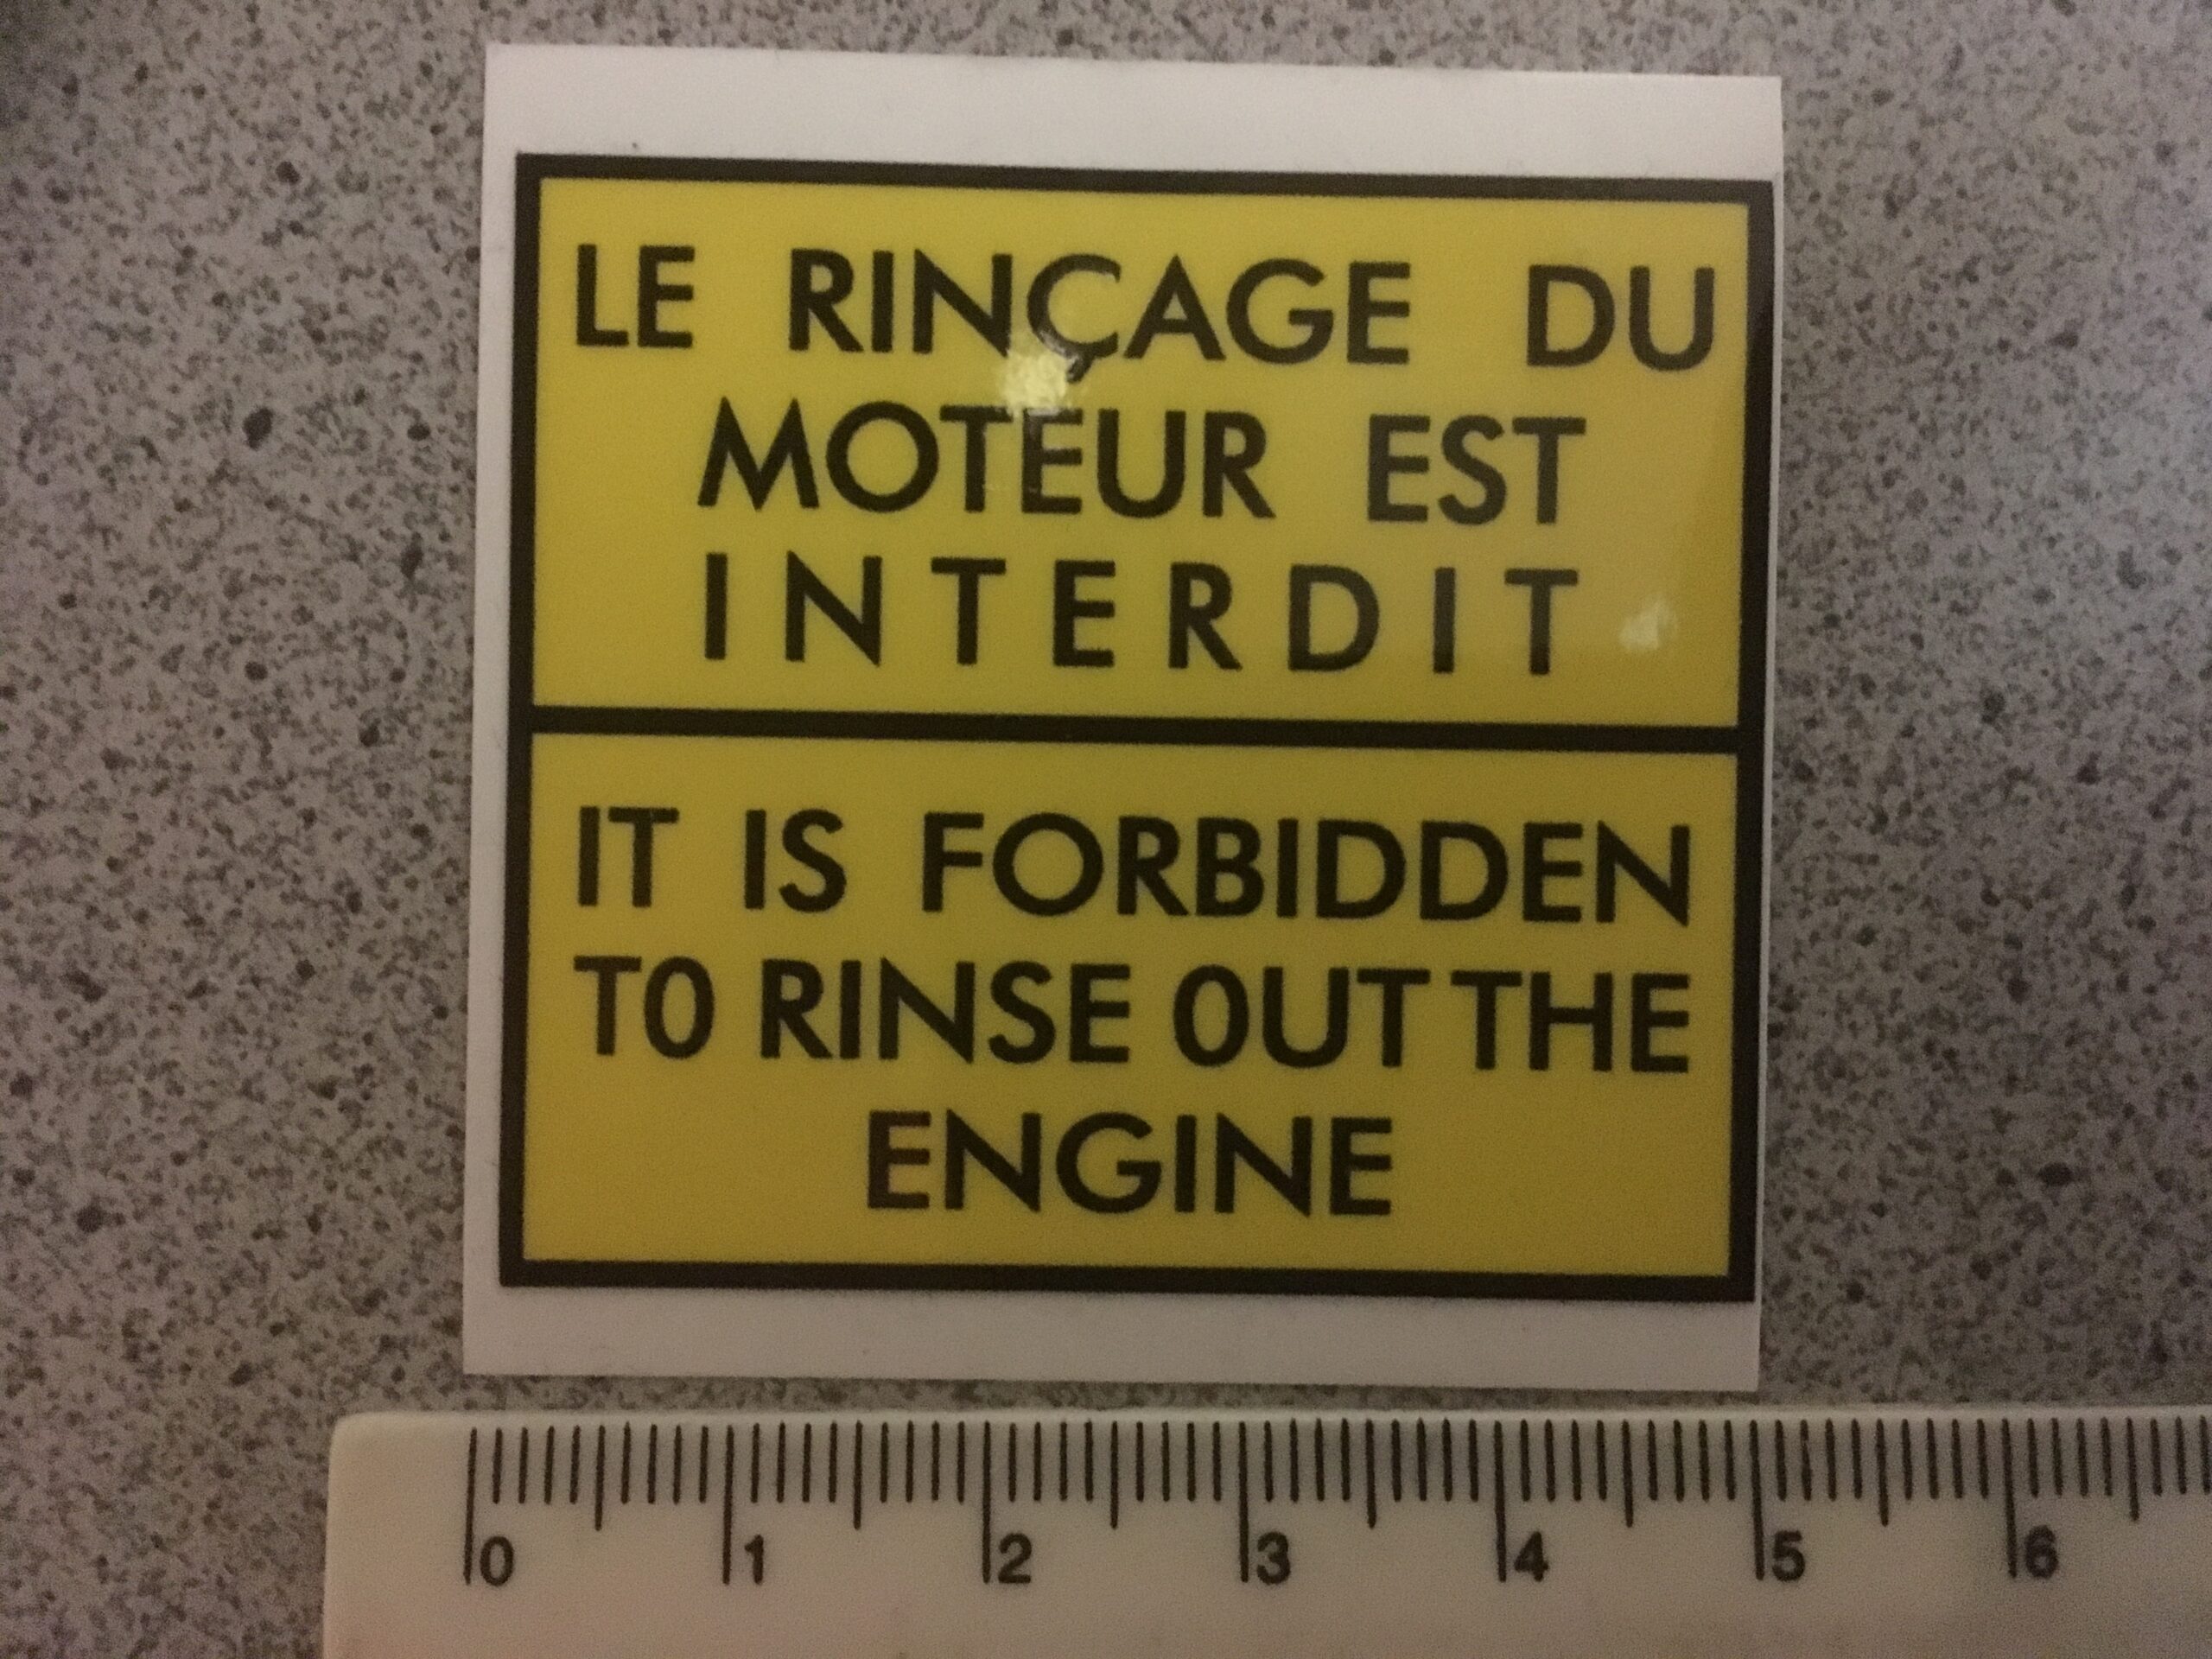 LE RINÇAGE DU
MOTEUR EST
INTERDIT
IT IS FORBIDDEN
TO RINSE OUT THE
ENGINE
0 1 2 3 4 5 6